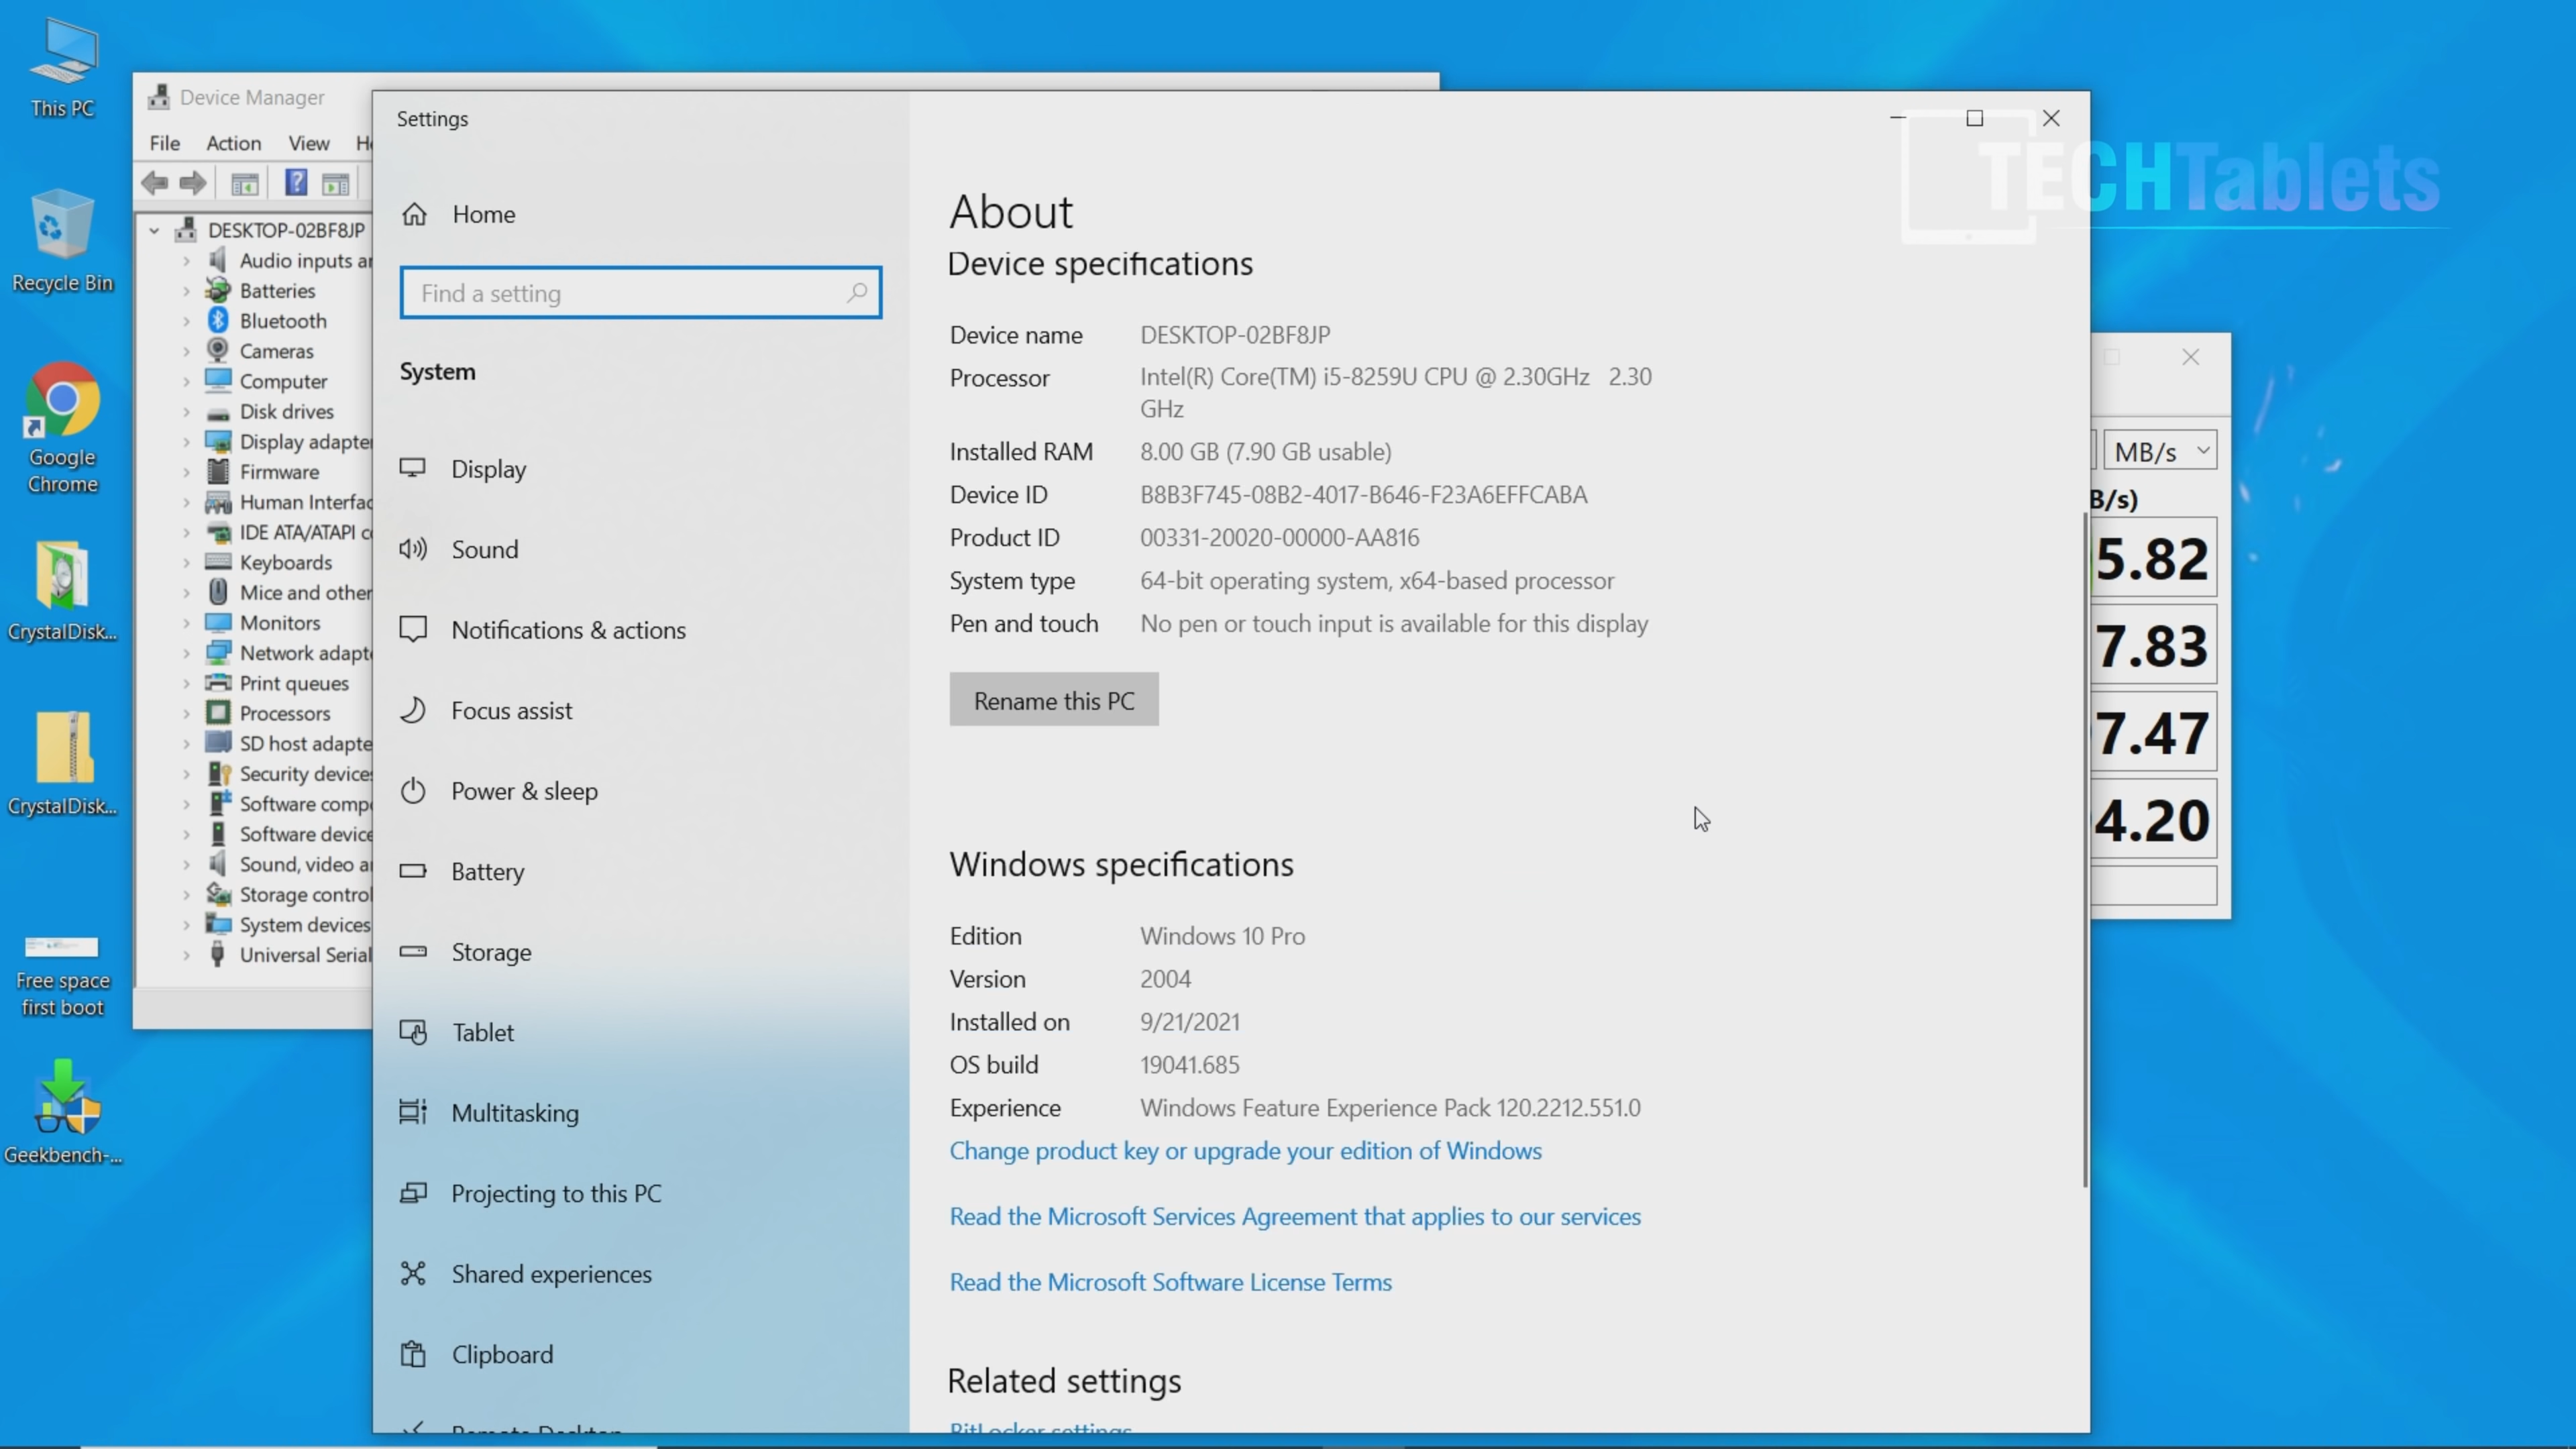 This PC
Recycle Bin
Google
Chrome
CrystalDisk...
CrystalDisk...
Free space
first boot
Geekbench-...
Device Manager
File Action View
DESKTOP-02BF8JP
Audio inputs
Batteries
Bluetooth
Cameras
Computer
Disk drives
Display adapte
Firmware
Human Interfac
IDE ATA/ATAPI c
Keyboards
Mice and other
Monitors
Network adapt
Print queues
Processors
SD host adapte
Security device
Software comp
Software device
Sound, video a
Storage control
System devices
Universal Serial
Settings
Home
Find a setting
System
Display
Sound
Notifications & actions
Focus assist
Power & sleep
Battery
Storage
Tablet
Multitasking
Projecting to this PC
Shared experiences
Clipboard
Remote Desktop
About
Device specifications
Device name DESKTOP-02BF8JP
Processor Intel(R) Core(TM) i5-8259U CPU @ 2.30GHz 2.30
GHz
Installed RAM 8.00 GB (7.90 GB usable)
Device ID B8B3F745-08B2-4017-B646-F23A6EFFCABA
Product ID 00331-20020-00000-AA816
System type 64-bit operating system, x64-based processor
Pen and touch No pen or touch input is available for this display
Rename this PC
Windows specifications
Edition Windows 10 Pro
Version 2004
Installed on 9/21/2021
OS build 19041.685
Experience Windows Feature Experience Pack 120.2212.551.0
Change product key or upgrade your edition of Windows
Read the Microsoft Services Agreement that applies to our services
Read the Microsoft Software License Terms
Related settings
BitLocker settings
TECHTablets
MB/s
B/s)
5.82
7.83
7.47
4.20